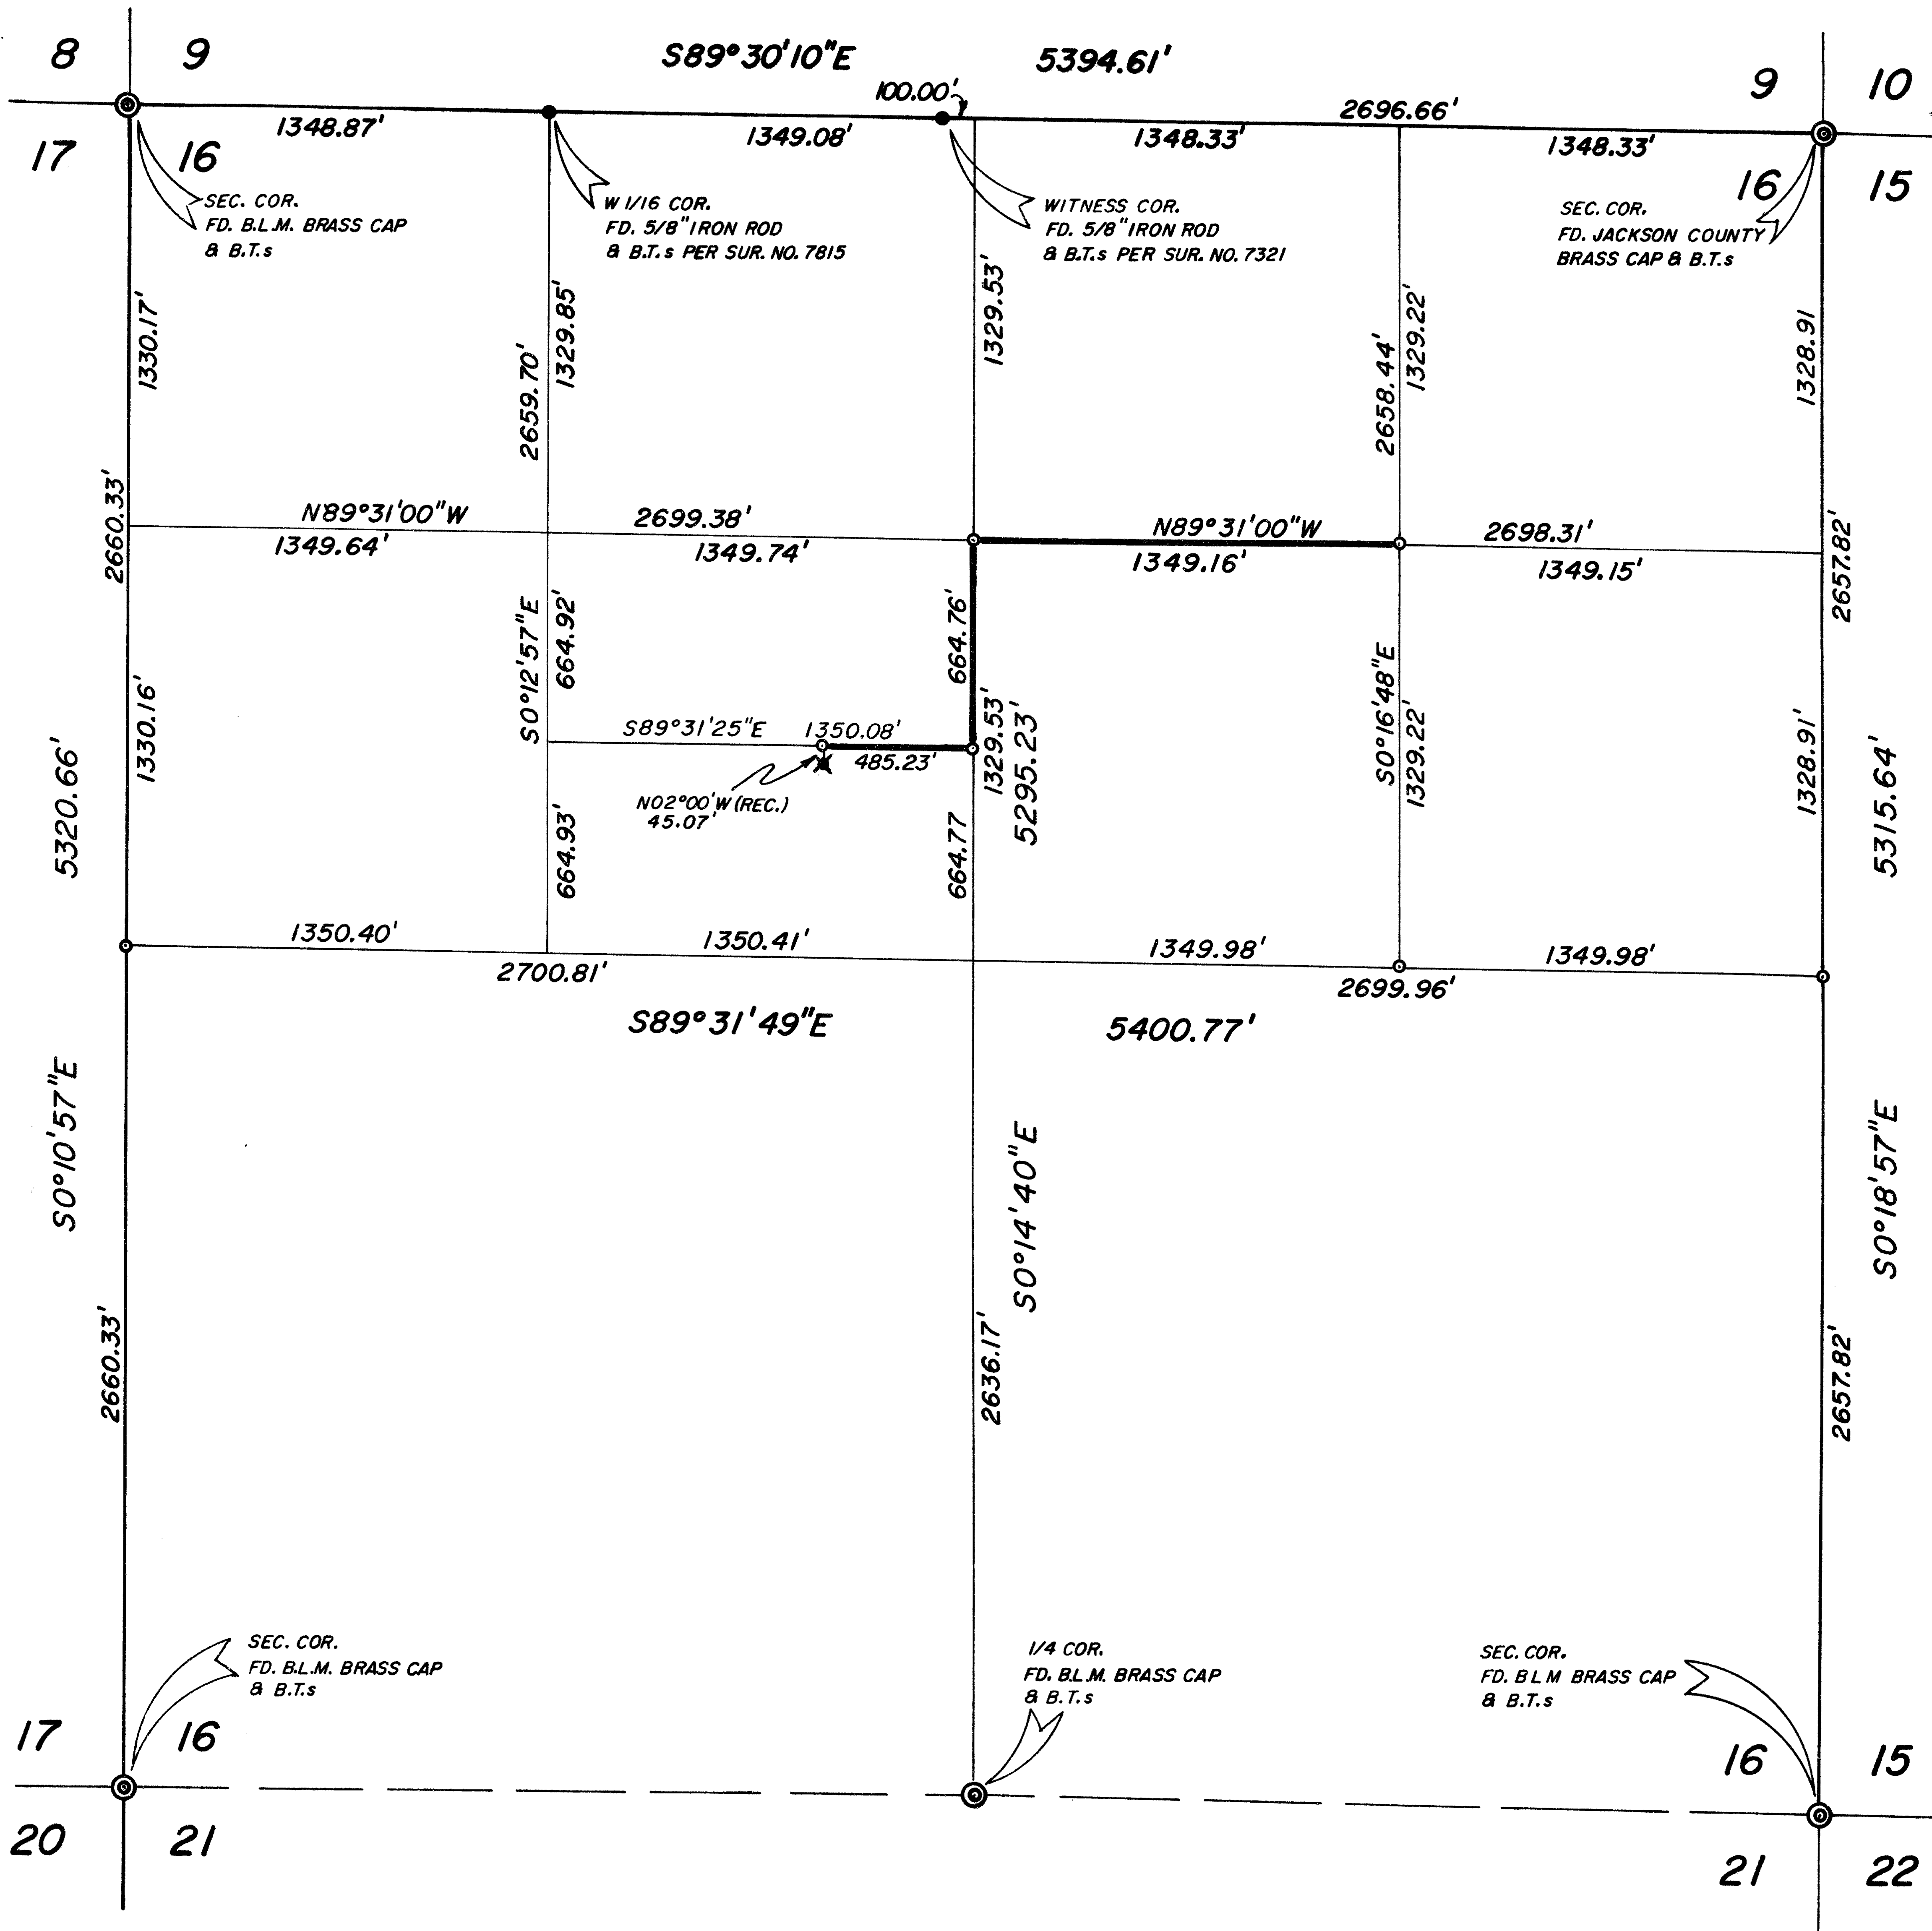 8 9
S89°30'10"E 5394.61'
9 10
100.00'
2696.66'
1348.87'
1349.08'
1348.33'
1348.33'
17 16
16 15
SEC. COR.
FD. B.L.M. BRASS CAP
& B.T.s
W 1/16 COR.
FD. 5/8" IRON ROD
& B.T.s PER SUR. NO. 7815
WITNESS COR.
FD. 5/8" IRON ROD
& B.T.s PER SUR. NO. 7321
SEC. COR.
FD. JACKSON COUNTY
BRASS CAP & B.T.s
1330.17'
2659.70'
1329.85'
1329.53'
2658.44'
1329.22'
1328.91
2660.33'
N89°31'00"W 2699.38'
1349.64' 1349.74'
N89°31'00"W 2698.31'
1349.16' 1349.15'
2657.82'
1330.16'
S0°12'57"E
664.92'
664.76'
1329.53'
5295.23'
S0°16'48"E
1329.22'
1328.91'
5320.66'
5315.64'
S89°31'25"E 1350.08'
485.23'
N02°00'W (REC.)
45.07'
664.93'
664.77
1350.40' 1350.41' 1349.98' 1349.98'
2700.81' 2699.96'
S89°31'49"E 5400.77'
S0°10'57"E
S0°14'40"E
S0°18'57"E
2660.33'
2636.17'
2657.82'
SEC. COR.
FD. B.L.M. BRASS CAP
& B.T.s
1/4 COR.
FD. B.L.M. BRASS CAP
& B.T.s
SEC. COR.
FD. B L M BRASS CAP
& B.T.s
17 16
16 15
20 21
21 22